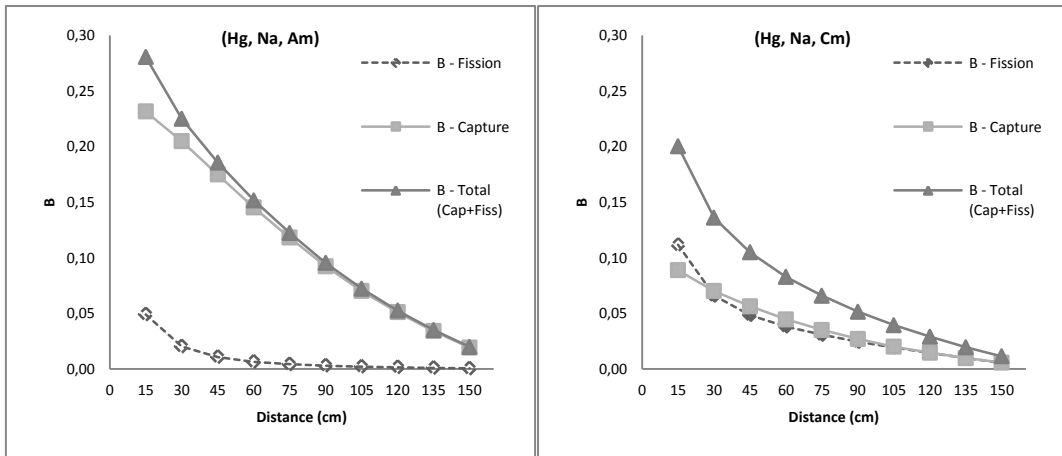 (Hg, Na, Am)
0,30
0,25
0,20
0,15
0,10
0,05
0,00
B
0 15 30 45 60 75 90 105 120 135 150
Distance (cm)
B - Fission
B - Capture
B - Total
(Cap+Fiss)
(Hg, Na, Cm)
0,30
0,25
0,20
0,15
0,10
0,05
0,00
B
0 15 30 45 60 75 90 105 120 135 150
Distance (cm)
B - Fission
B - Capture
B - Total
(Cap+Fiss)